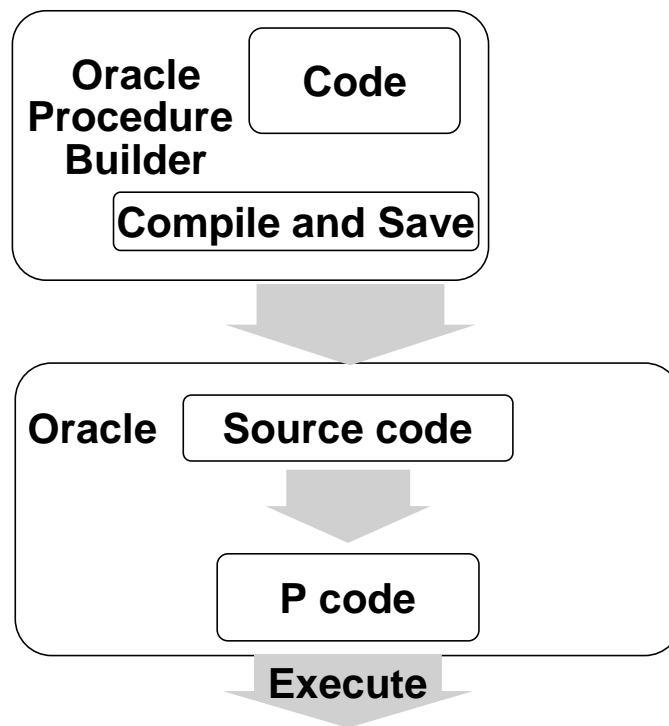 Oracle
Procedure
Builder
Code
Compile and Save
Oracle
Source code
P code
Execute